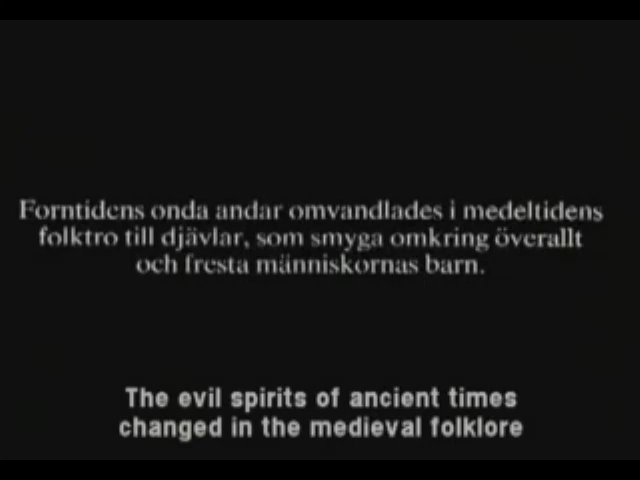 Forntidens onda andar omvandlades i medeltidens
folktro till djävlar, som smyga omkring överallt
och fresta människornas barn.
The evil spirits of ancient times
changed in the medieval folklore